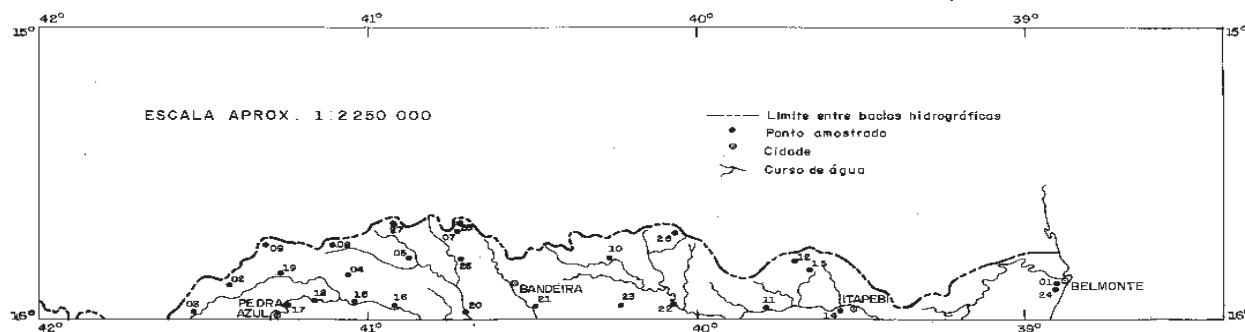 42° 41° 40° 39°
15° 15°
ESCALA APROX. 1:2 250 000
Limite entre bacias hidrográficas
Ponto amostrado
Cidade
Curso de água
27
07
09 08 10 26
05 12
19 04 25 13
02 BANDEIRA 01 BELMONTE
24
03 PEDRA AZUL 17 18 15 16 20 21 23 22 11 14 ITAPEBI
16° 16°
42° 41° 40° 39°